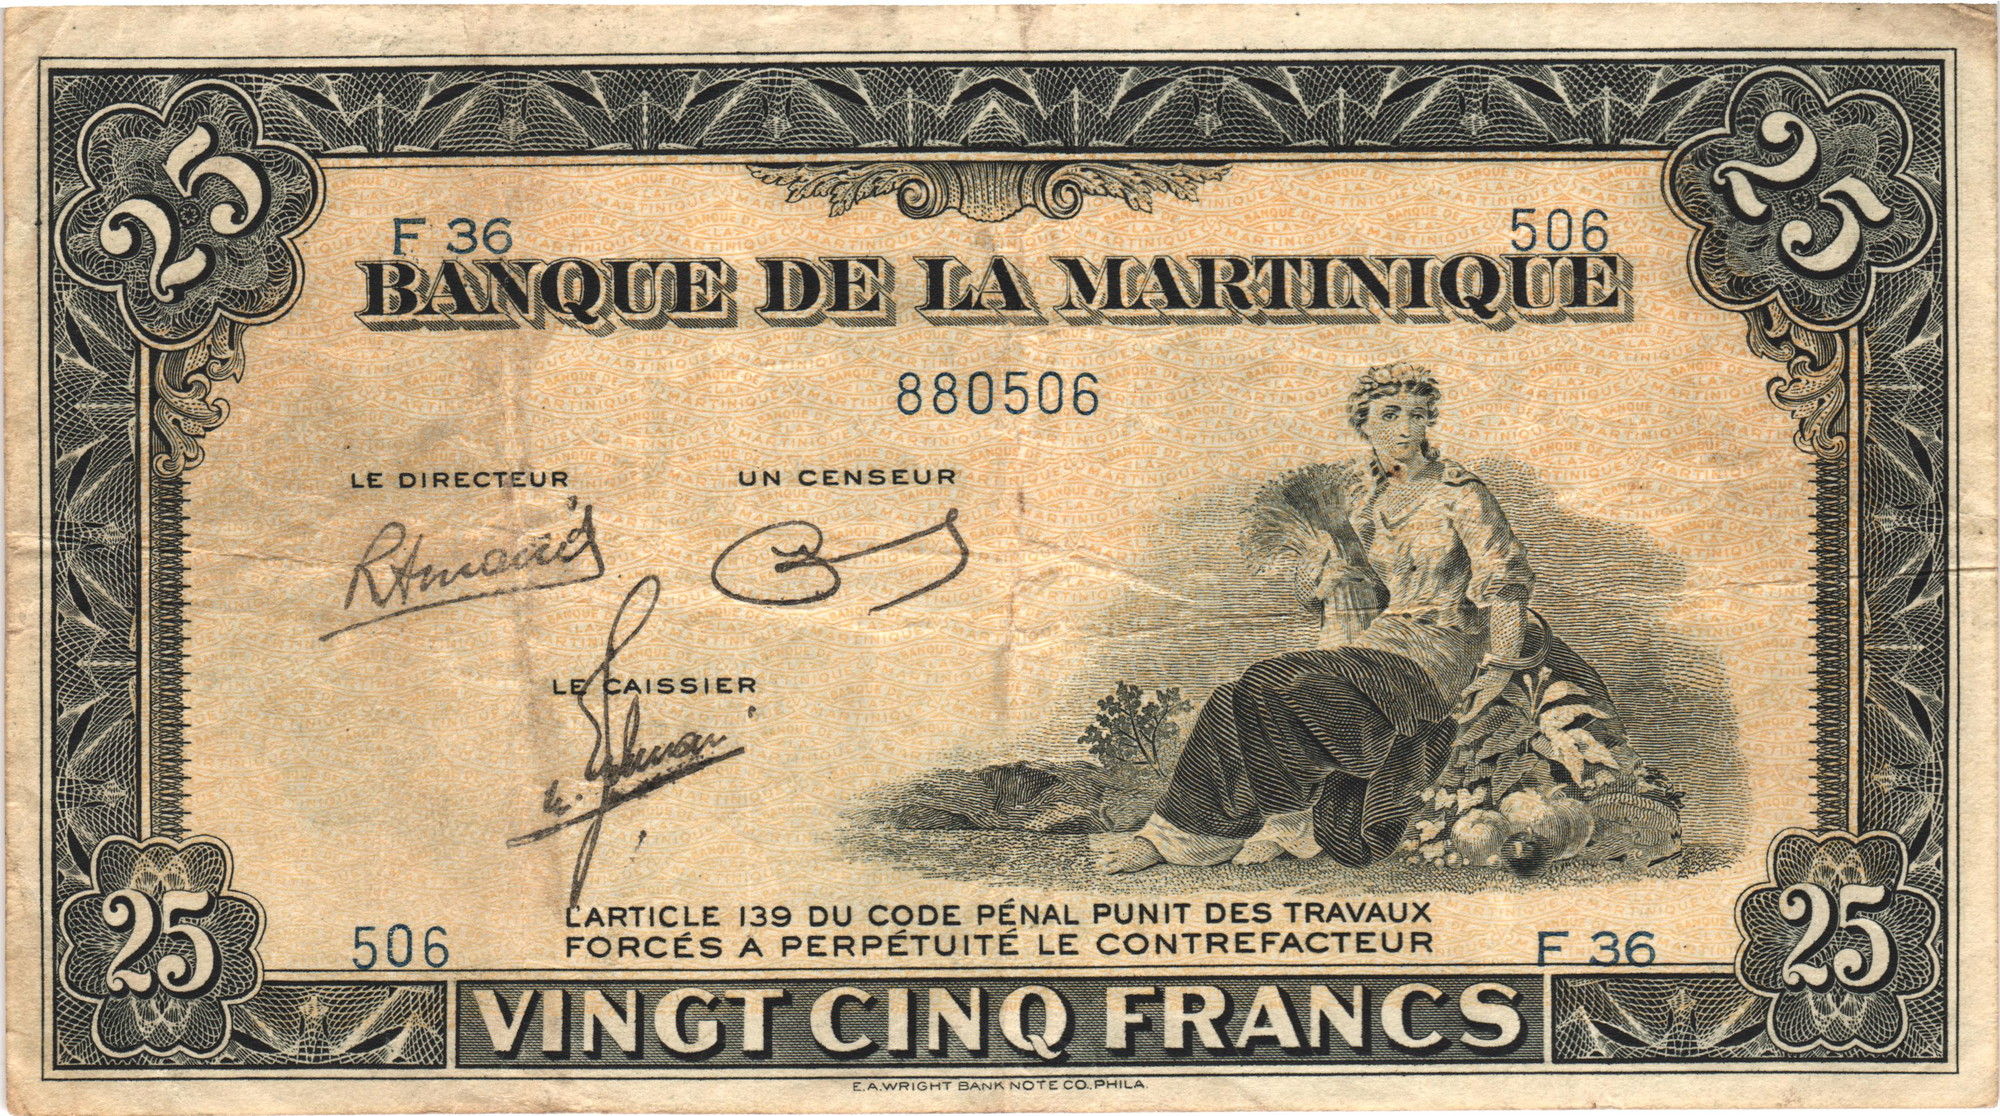 25
25
F 36
506
BANQUE DE LA MARTINIQUE
880506
LE DIRECTEUR
UN CENSEUR
LE CAISSIER
L'ARTICLE 139 DU CODE PÉNAL PUNIT DES TRAVAUX
FORCÉS A PERPÉTUITÉ LE CONTREFACTEUR
506
F 36
25
25
VINGT CINQ FRANCS
E.A.WRIGHT BANK NOTE CO., PHILA.